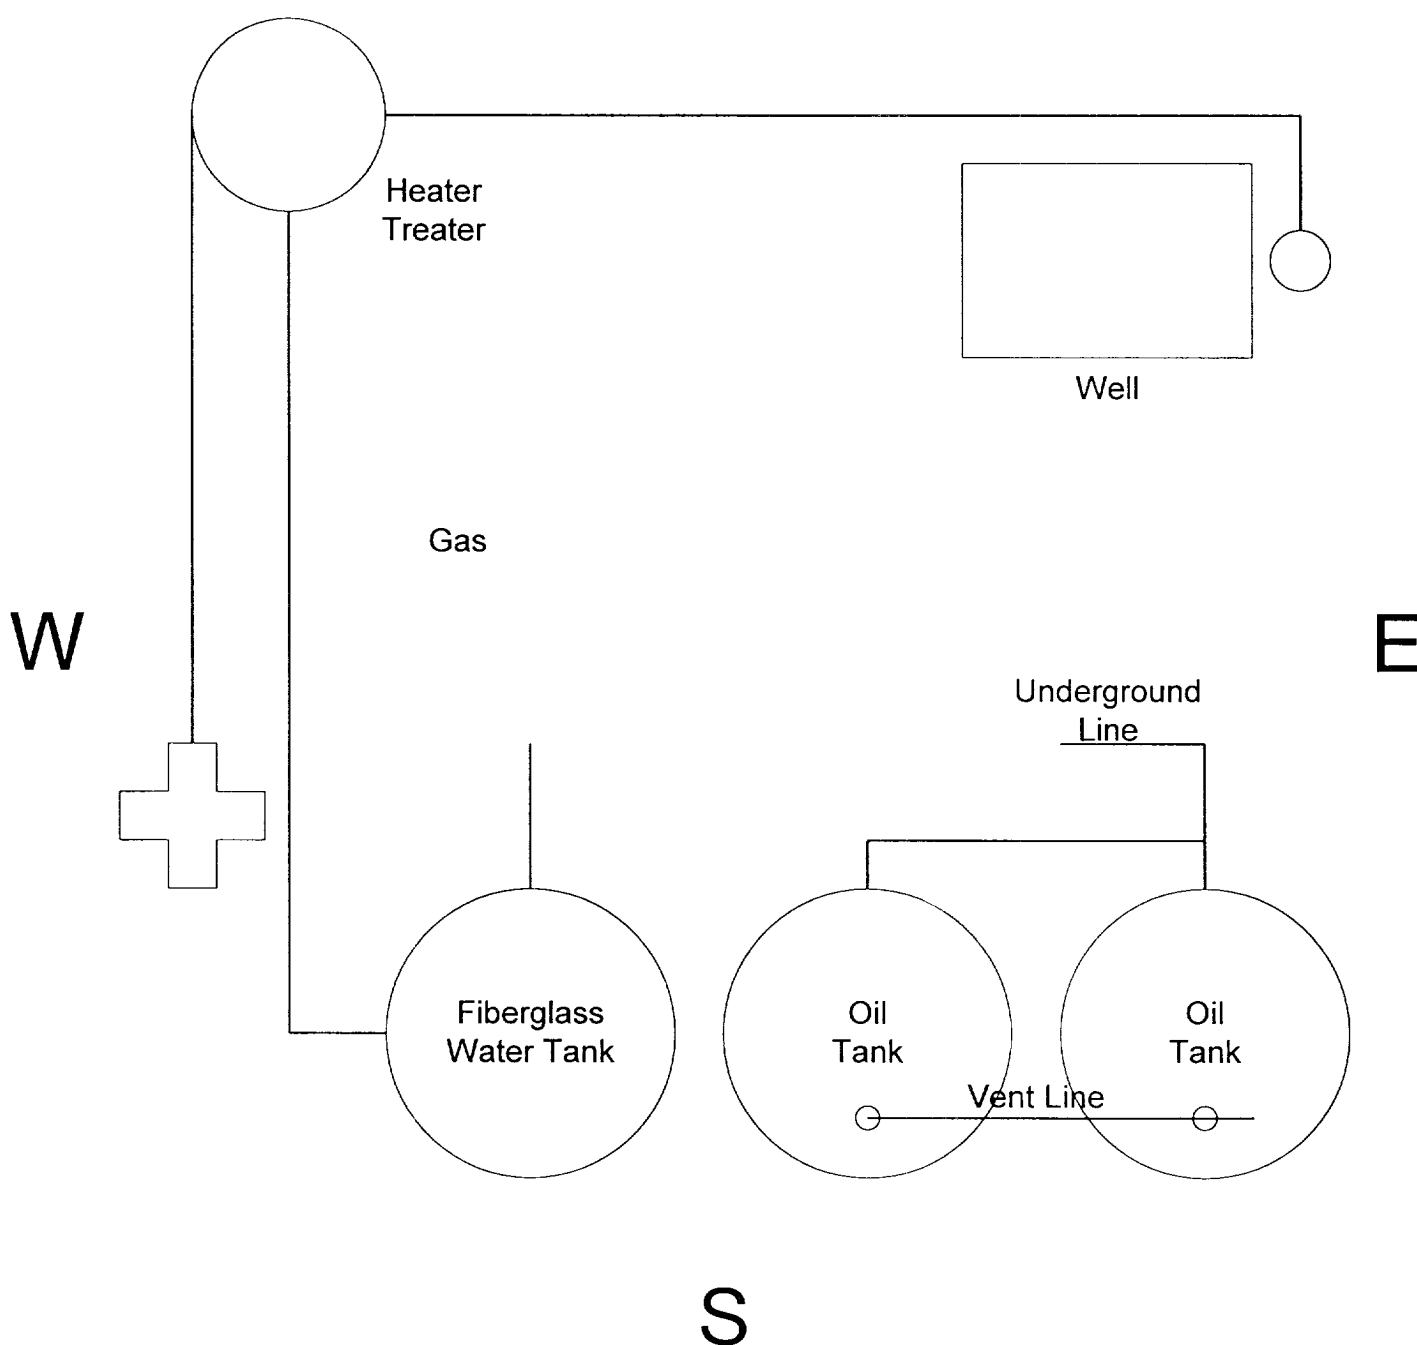 Heater
Treater
Well
Gas
W
E
Underground
Line
Fiberglass
Water Tank
Oil
Tank
Oil
Tank
Vent Line
S